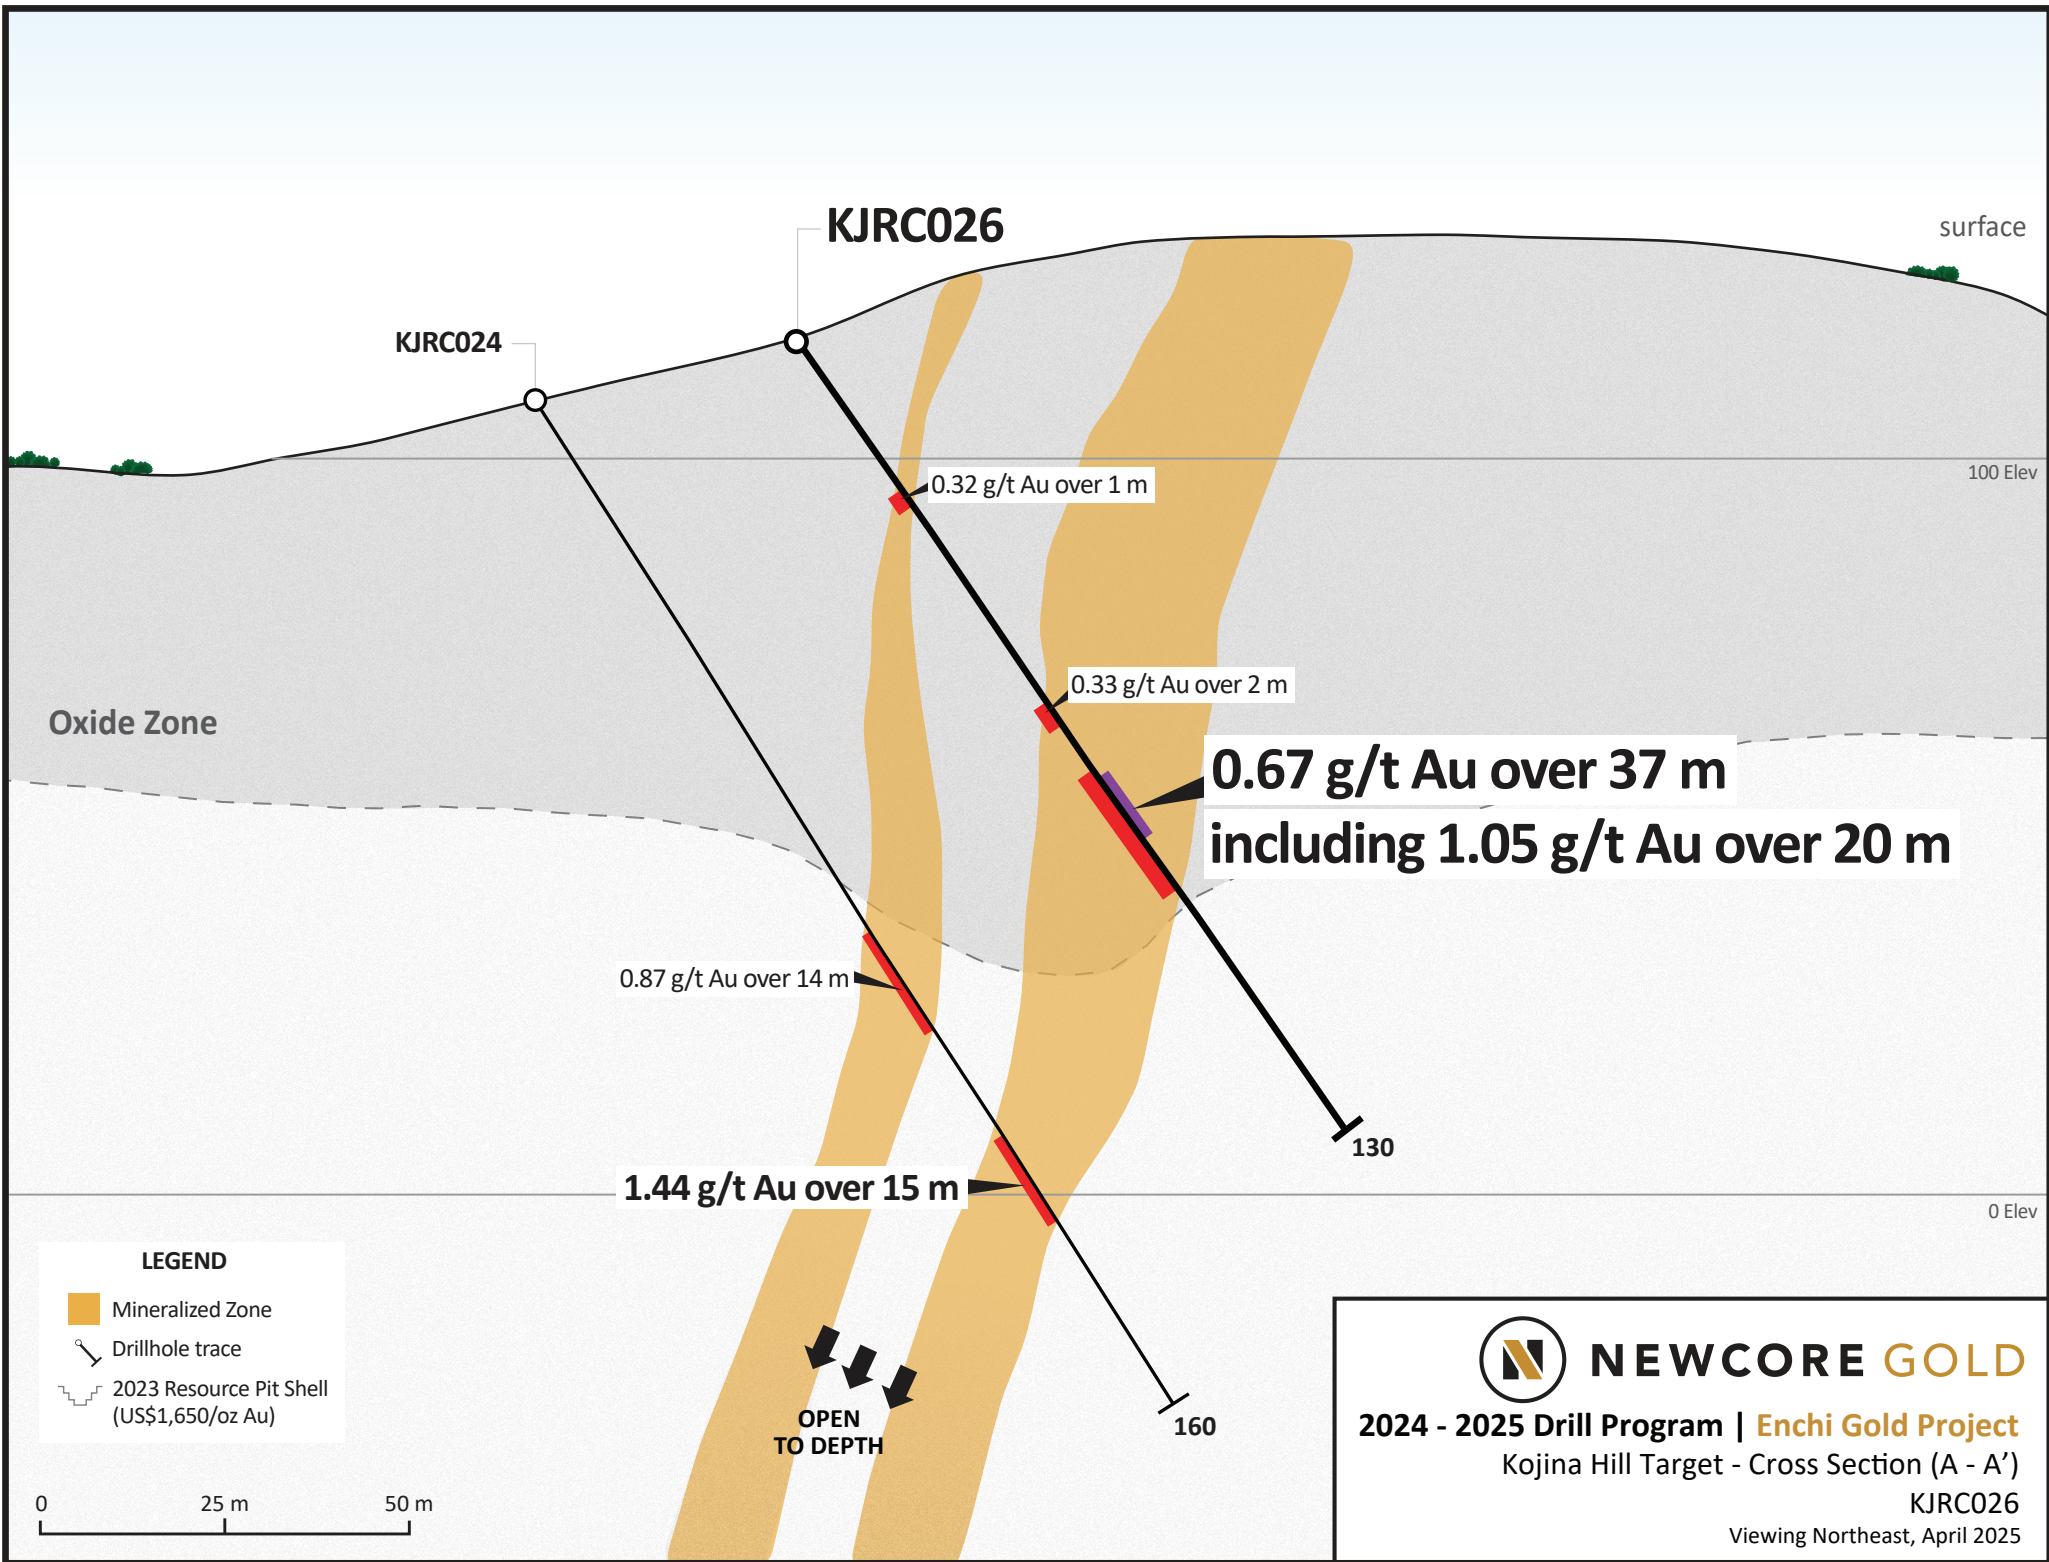 KJRC026
surface
KJRC024
100 Elev
0.32 g/t Au over 1 m
0.33 g/t Au over 2 m
Oxide Zone
0.67 g/t Au over 37 m
including 1.05 g/t Au over 20 m
0.87 g/t Au over 14 m
130
1.44 g/t Au over 15 m
0 Elev
LEGEND
Mineralized Zone
Drillhole trace
2023 Resource Pit Shell
(US$1,650/oz Au)
OPEN
TO DEPTH
160
0 25 m 50 m
N NEWCORE GOLD
2024 - 2025 Drill Program | Enchi Gold Project
Kojina Hill Target - Cross Section (A - A’)
KJRC026
Viewing Northeast, April 2025